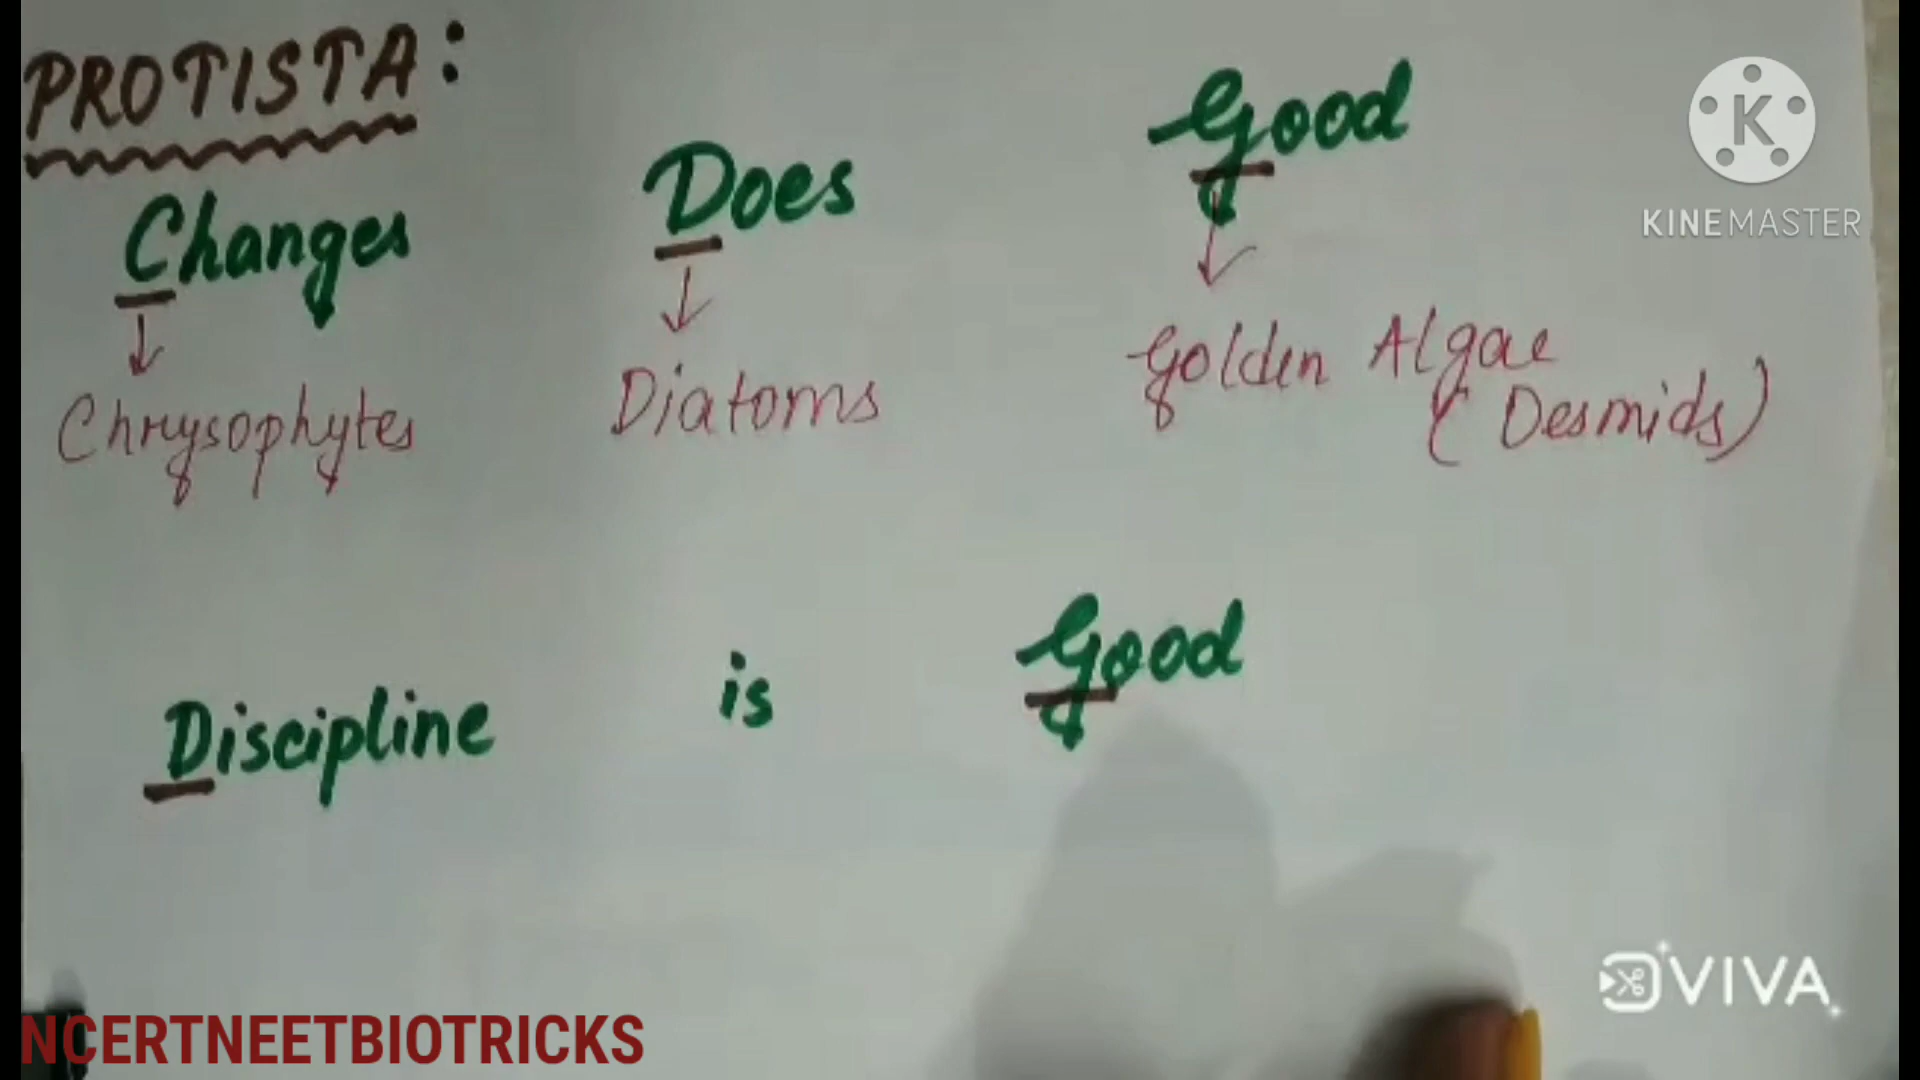 PROTISTA:
Changes Does Good
Chrysophytes Diatoms Golden Algae
(Desmids)
Discipline is Good
K
KINEMASTER
VIVA
NCERTNEETBIOTRICKS